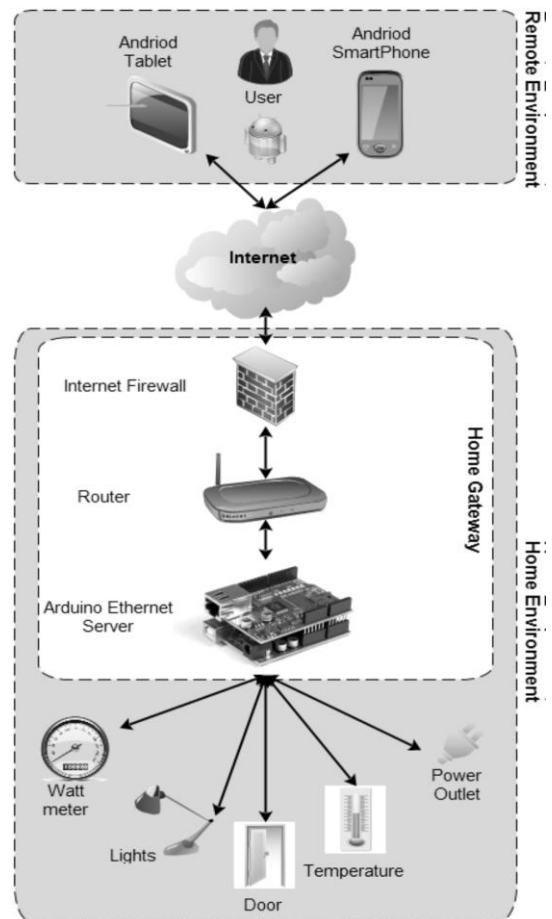 Andriod
Tablet
User
Andriod
SmartPhone
Remote Environment
Internet
Internet Firewall
Router
Arduino Ethernet
Server
Home Gateway
Home Environment
Watt
meter
Lights
Door
Temperature
Power
Outlet